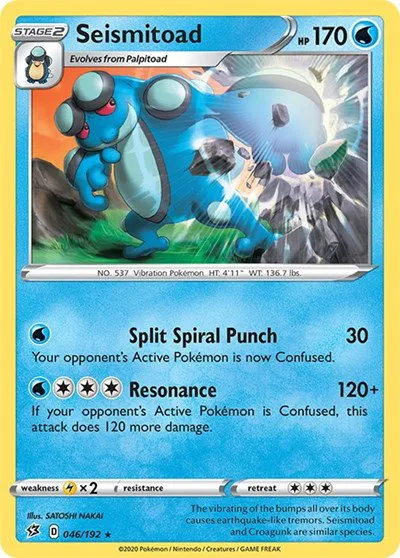 STAGE2 Seismitoad HP 170
Evolves from Palpitoad
NO. 537 Vibration Pokémon HT: 4'11" WT: 136.7 lbs.
Split Spiral Punch 30
Your opponent's Active Pokémon is now Confused.
Resonance 120+
If your opponent's Active Pokémon is Confused, this
attack does 120 more damage.
weakness ×2 resistance retreat
Illus. SATOSHI NAKAI
D 046/192 ★
The vibrating of the bumps all over its body
causes earthquake-like tremors. Seismitoad
and Croagunk are similar species.
©2020 Pokémon / Nintendo / Creatures / GAME FREAK